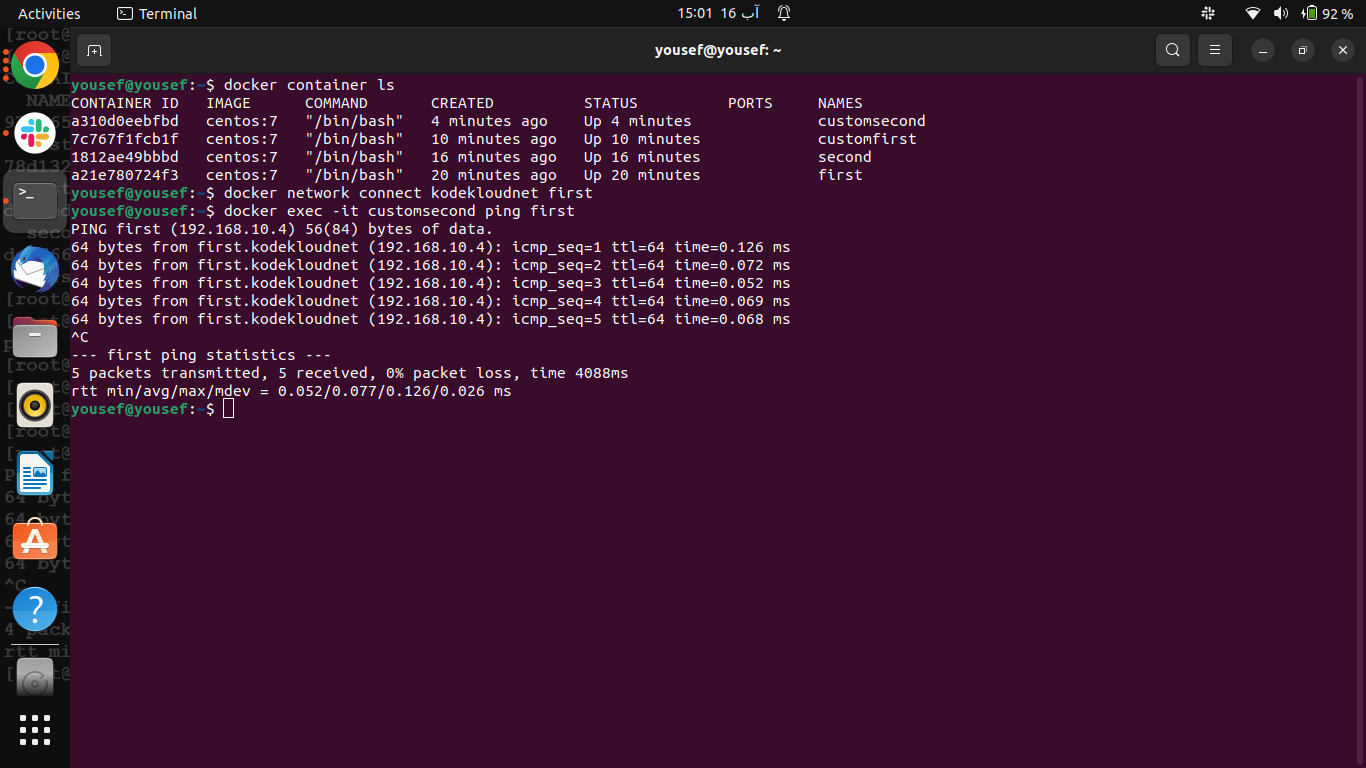 Activities Terminal 15:01 16 آب 92 %
yousef@yousef: ~
yousef@yousef:~$ docker container ls
CONTAINER ID IMAGE COMMAND CREATED STATUS PORTS NAMES
a310d0eebfbd centos:7 "/bin/bash" 4 minutes ago Up 4 minutes customsecond
7c767f1fcb1f centos:7 "/bin/bash" 10 minutes ago Up 10 minutes customfirst
1812ae49bbbd centos:7 "/bin/bash" 16 minutes ago Up 16 minutes second
a21e780724f3 centos:7 "/bin/bash" 20 minutes ago Up 20 minutes first
yousef@yousef:~$ docker network connect kodekloudnet first
yousef@yousef:~$ docker exec -it customsecond ping first
PING first (192.168.10.4) 56(84) bytes of data.
64 bytes from first.kodekloudnet (192.168.10.4): icmp_seq=1 ttl=64 time=0.126 ms
64 bytes from first.kodekloudnet (192.168.10.4): icmp_seq=2 ttl=64 time=0.072 ms
64 bytes from first.kodekloudnet (192.168.10.4): icmp_seq=3 ttl=64 time=0.052 ms
64 bytes from first.kodekloudnet (192.168.10.4): icmp_seq=4 ttl=64 time=0.069 ms
64 bytes from first.kodekloudnet (192.168.10.4): icmp_seq=5 ttl=64 time=0.068 ms
^C
--- first ping statistics ---
5 packets transmitted, 5 received, 0% packet loss, time 4088ms
rtt min/avg/max/mdev = 0.052/0.077/0.126/0.026 ms
yousef@yousef:~$